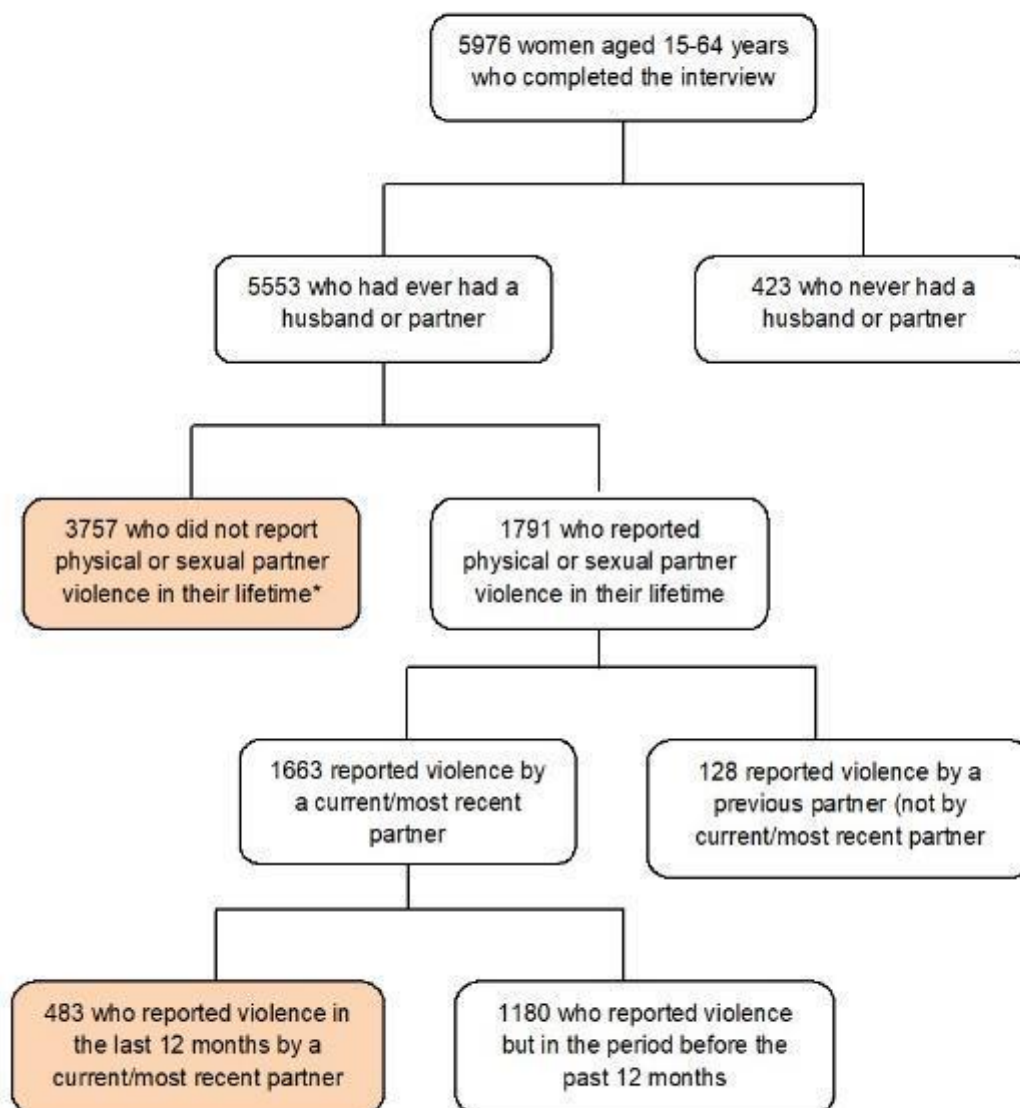 5976 women aged 15-64 years
who completed the interview
5553 who had ever had a
husband or partner
423 who never had a
husband or partner
3757 who did not report
physical or sexual partner
violence in their lifetime*
1791 who reported
physical or sexual partner
violence in their lifetime
1663 reported violence by
a current/most recent
partner
128 reported violence by a
previous partner (not by
current/most recent partner
483 who reported violence in
the last 12 months by a
current/most recent partner
1180 who reported violence
but in the period before the
past 12 months